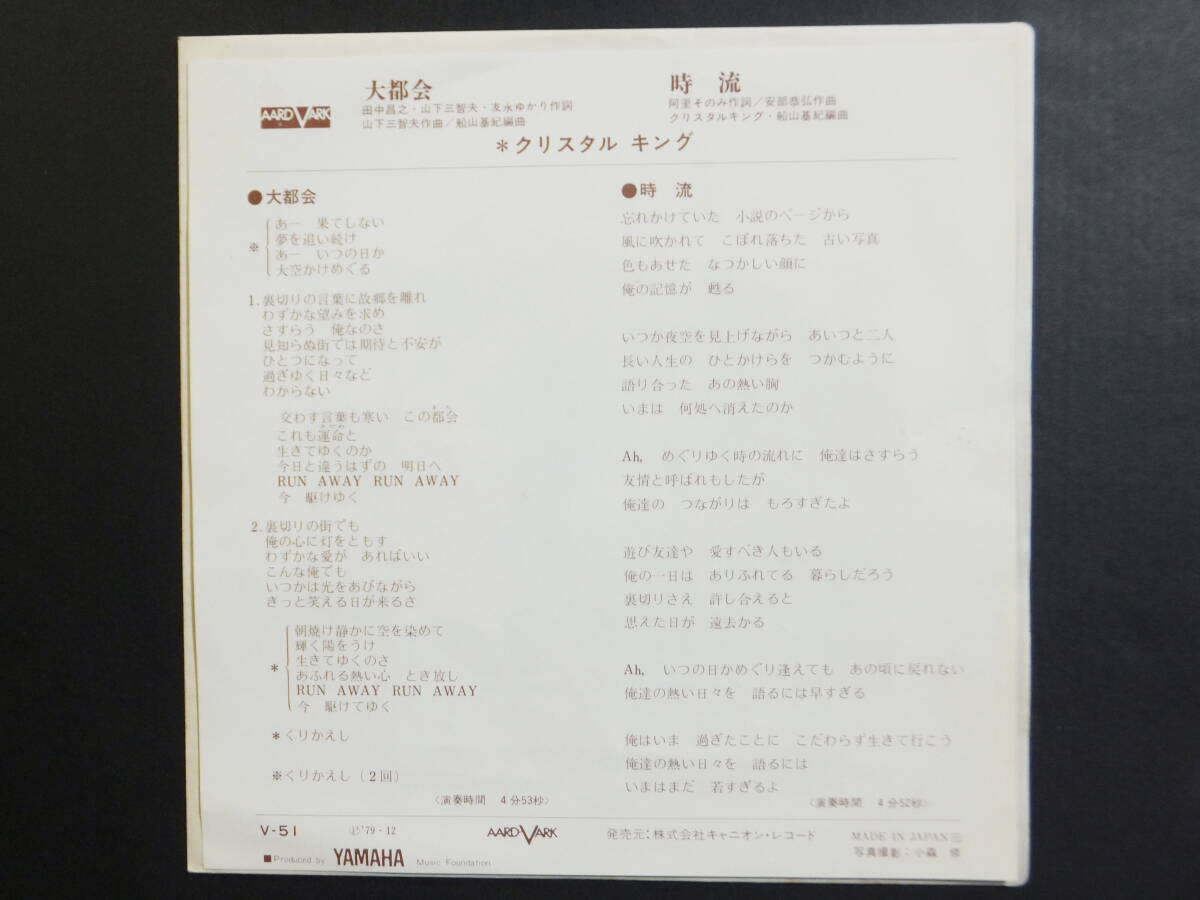 AARDVARK
大都会
田中昌之・山下三智夫・友永ゆかり作詞
山下三智夫作曲／船山基紀編曲
時 流
阿里そのみ作詞／安部恭弘作曲
クリスタルキング・船山基紀編曲
＊クリスタル キング
●大都会
※
あー 果てしない
夢を追い続け
あー いつの日か
大空かけめぐる
1.裏切りの言葉に故郷を離れ
わずかな望みを求め
さすらう 俺なのさ
見知らぬ街では期待と不安が
ひとつになって
過ぎゆく日々など
わからない
交わす言葉も寒い この都会
これも運命と
生きてゆくのか
今日と違うはずの 明日へ
RUN AWAY RUN AWAY
今 駆けゆく
2.裏切りの街でも
俺の心に灯をともす
わずかな愛が あればいい
こんな俺でも
いつかは光をあびながら
きっと笑える日が来るさ
＊
朝焼け静かに空を染めて
輝く陽をうけ
生きてゆくのさ
あふれる熱い心 とき放し
RUN AWAY RUN AWAY
今 駆けてゆく
＊くりかえし
※くりかえし（2回）
〈演奏時間 4分53秒〉
●時 流
忘れかけていた 小説のページから
風に吹かれて こぼれ落ちた 古い写真
色もあせた なつかしい顔に
俺の記憶が 甦る
いつか夜空を見上げながら あいつと二人
長い人生の ひとかけらを つかむように
語り合った あの熱い胸
いまは 何処へ消えたのか
Ah, めぐりゆく時の流れに 俺達はさすらう
友情と呼ばれもしたが
俺達の つながりは もろすぎたよ
遊び友達や 愛すべき人もいる
俺の一日は ありふれてる 暮らしだろう
裏切りさえ 許し合えると
思えた日が 遠去かる
Ah, いつの日かめぐり逢えても あの頃に戻れない
俺達の熱い日々を 語るには早すぎる
俺はいま 過ぎたことに こだわらず生きて行こう
俺達の熱い日々を 語るには
いまはまだ 若すぎるよ
〈演奏時間 4分52秒〉
V-51 '79・12 AARDVARK 発売元：株式会社キャニオン・レコード MADE IN JAPAN
■Produced by YAMAHA Music Foundation 写真撮影：小森